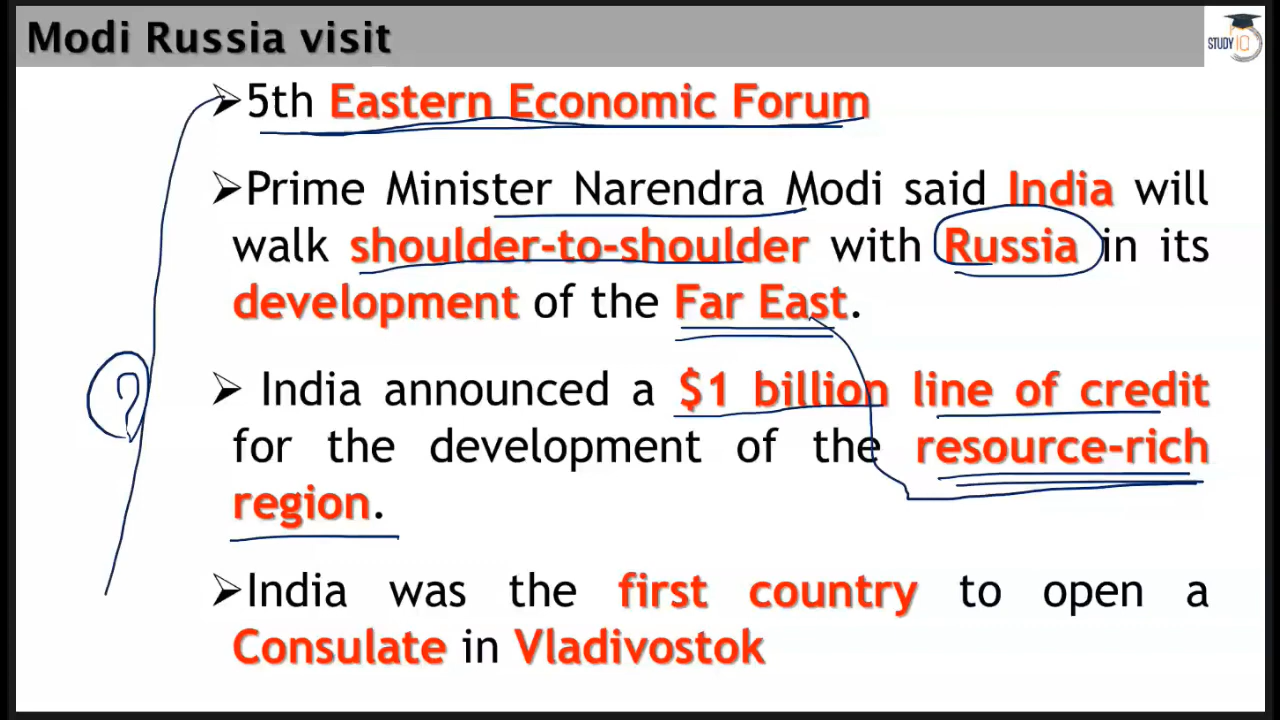 Modi Russia visit
STUDY IQ
➢5th Eastern Economic Forum
➢Prime Minister Narendra Modi said India will
walk shoulder-to-shoulder with Russia in its
development of the Far East.
➢ India announced a $1 billion line of credit
for the development of the resource-rich
region.
?
➢India was the first country to open a
Consulate in Vladivostok